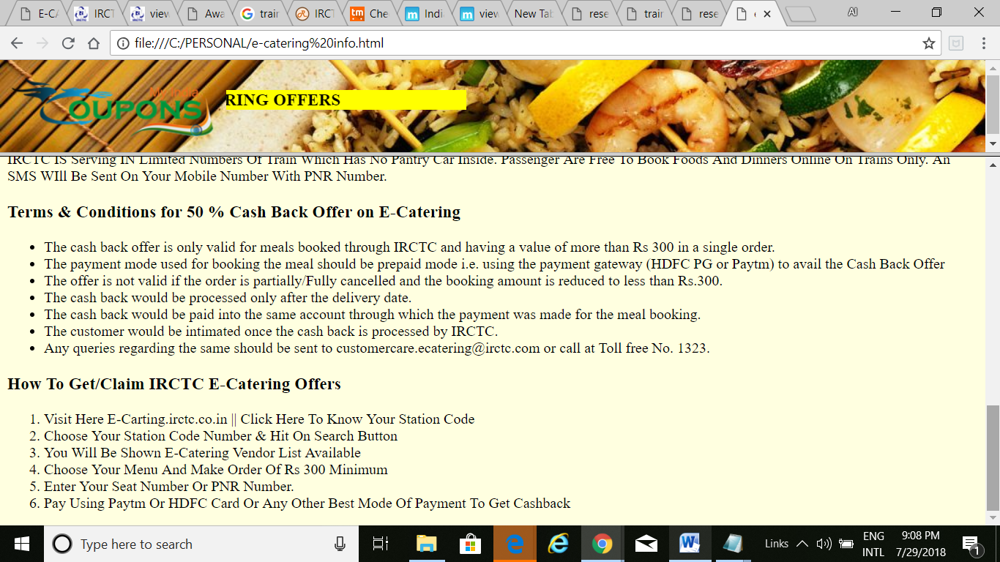 E-CA
IRCT
view
Awa
train
IRCT
Che
Indi
view
New Tab
rese
train
rese
e
AI
file:///C:/PERSONAL/e-catering%20info.html
My India
COUPONS
RING OFFERS
IRCTC IS Serving IN Limited Numbers Of Train Which Has No Pantry Car Inside. Passenger Are Free To Book Foods And Dinners Online On Trains Only. An
SMS WIll Be Sent On Your Mobile Number With PNR Number.
Terms & Conditions for 50 % Cash Back Offer on E-Catering
• The cash back offer is only valid for meals booked through IRCTC and having a value of more than Rs 300 in a single order.
• The payment mode used for booking the meal should be prepaid mode i.e. using the payment gateway (HDFC PG or Paytm) to avail the Cash Back Offer
• The offer is not valid if the order is partially/Fully cancelled and the booking amount is reduced to less than Rs.300.
• The cash back would be processed only after the delivery date.
• The cash back would be paid into the same account through which the payment was made for the meal booking.
• The customer would be intimated once the cash back is processed by IRCTC.
• Any queries regarding the same should be sent to customercare.ecatering@irctc.com or call at Toll free No. 1323.
How To Get/Claim IRCTC E-Catering Offers
1. Visit Here E-Carting.irctc.co.in || Click Here To Know Your Station Code
2. Choose Your Station Code Number & Hit On Search Button
3. You Will Be Shown E-Catering Vendor List Available
4. Choose Your Menu And Make Order Of Rs 300 Minimum
5. Enter Your Seat Number Or PNR Number.
6. Pay Using Paytm Or HDFC Card Or Any Other Best Mode Of Payment To Get Cashback
Type here to search
Links
ENG
INTL
9:08 PM
7/29/2018
1